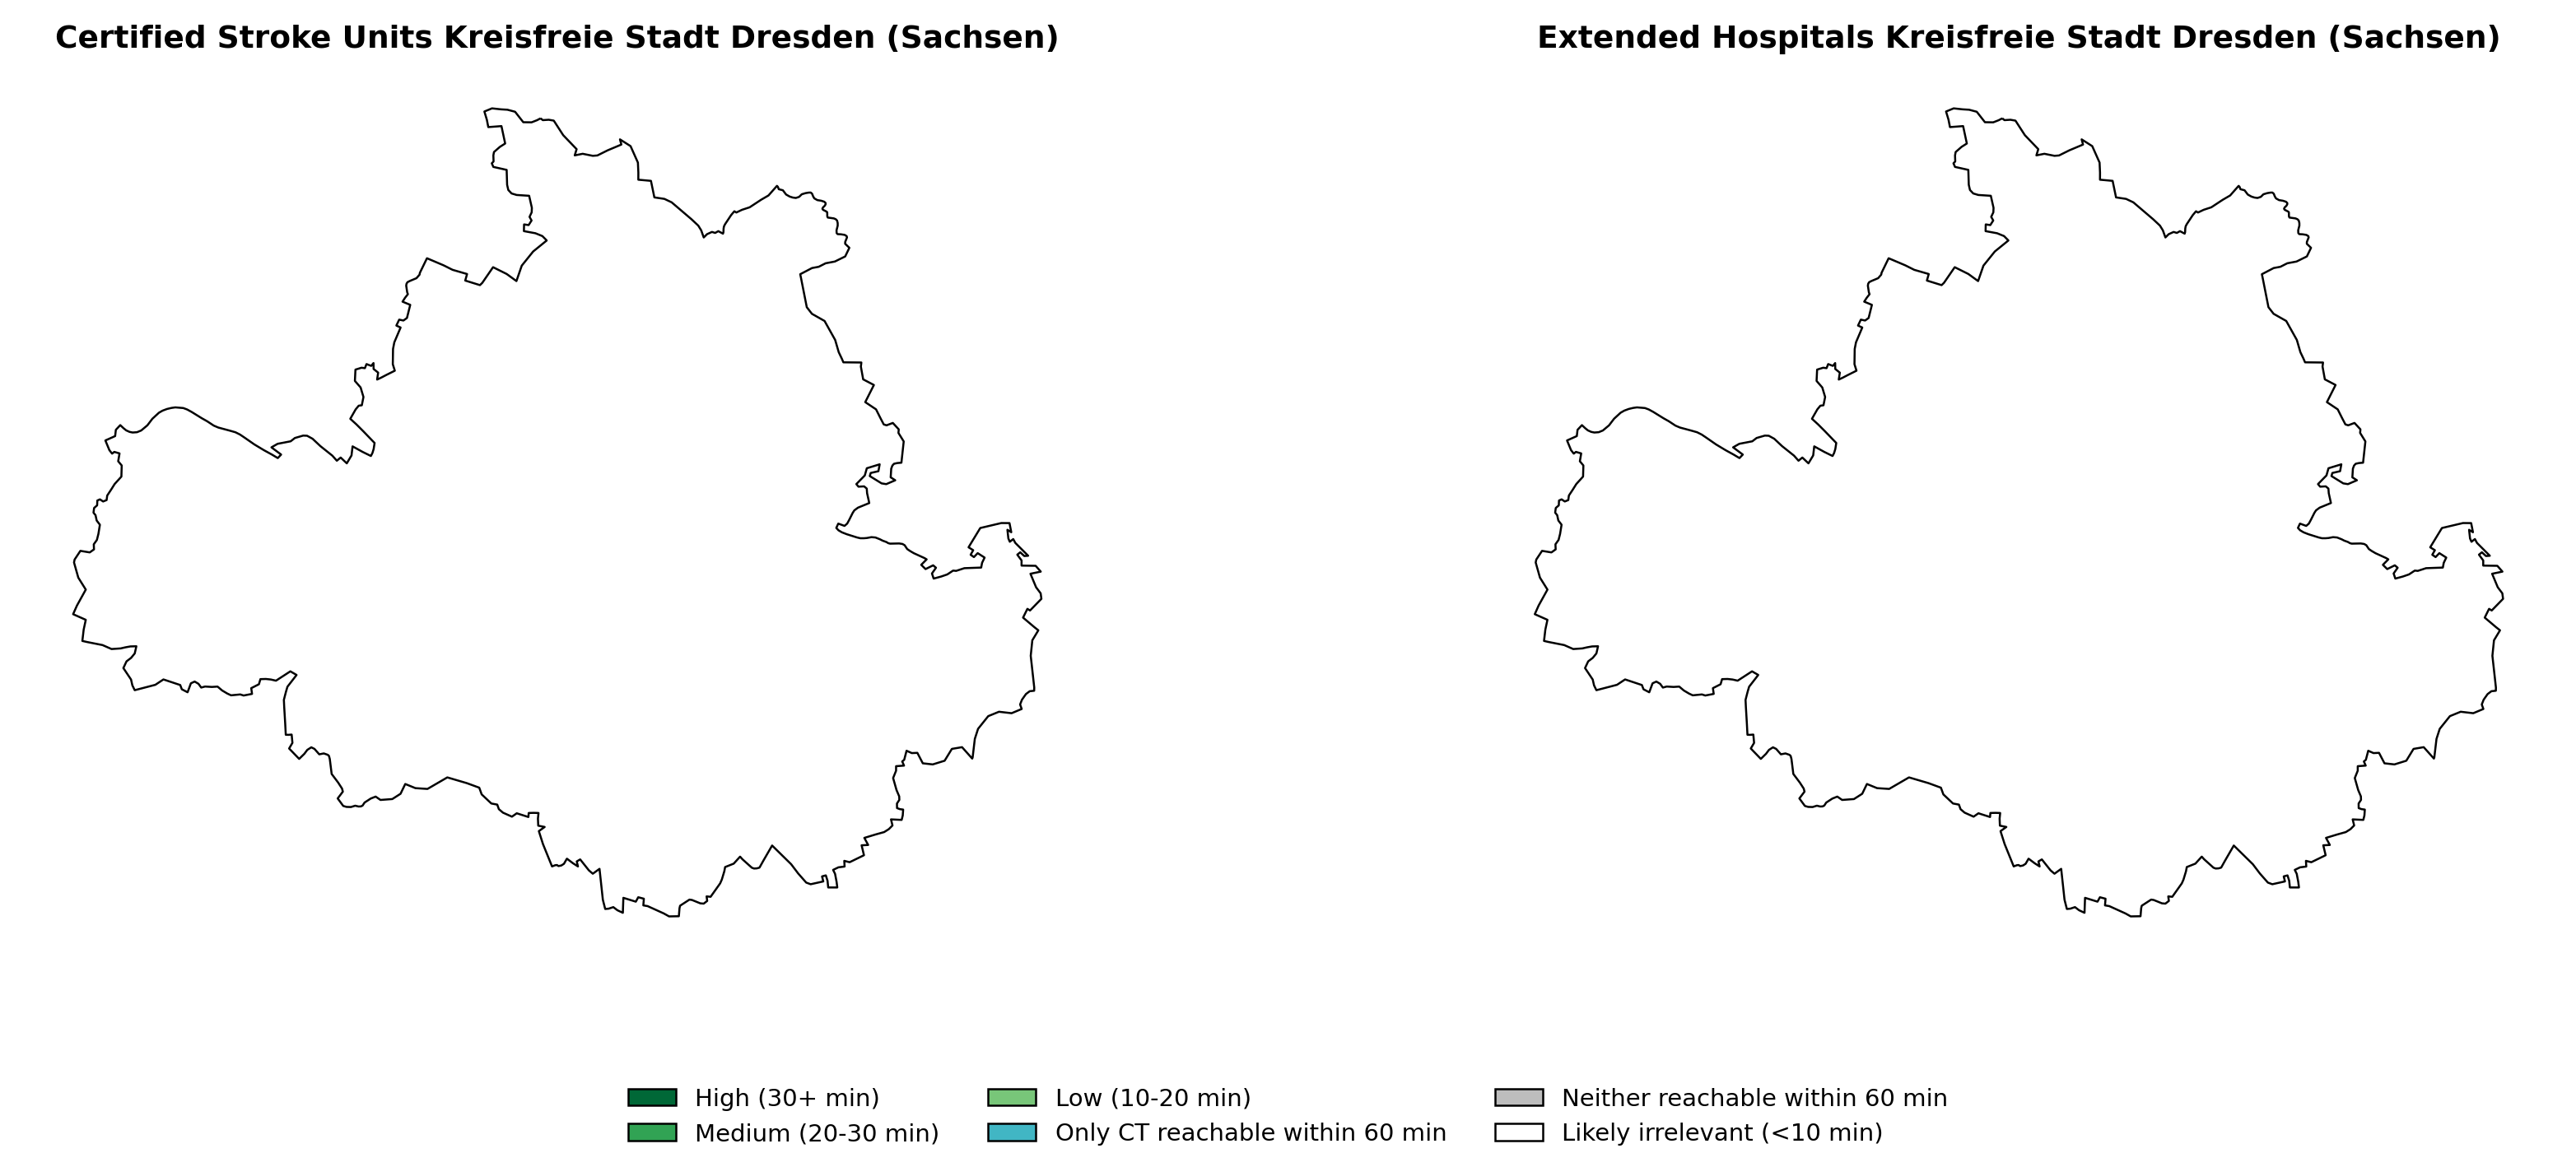 Certified Stroke Units Kreisfreie Stadt Dresden (Sachsen)
Extended Hospitals Kreisfreie Stadt Dresden (Sachsen)
High (30+ min)
Medium (20-30 min)
Low (10-20 min)
Only CT reachable within 60 min
Neither reachable within 60 min
Likely irrelevant (<10 min)